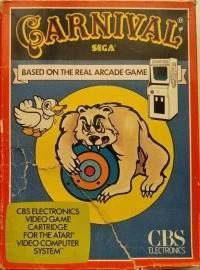 CARNIVAL®
SEGA
BASED ON THE REAL ARCADE GAME
CBS ELECTRONICS
VIDEO GAME
CARTRIDGE
FOR THE ATARI®
VIDEO COMPUTER
SYSTEM™
CBS
ELECTRONICS